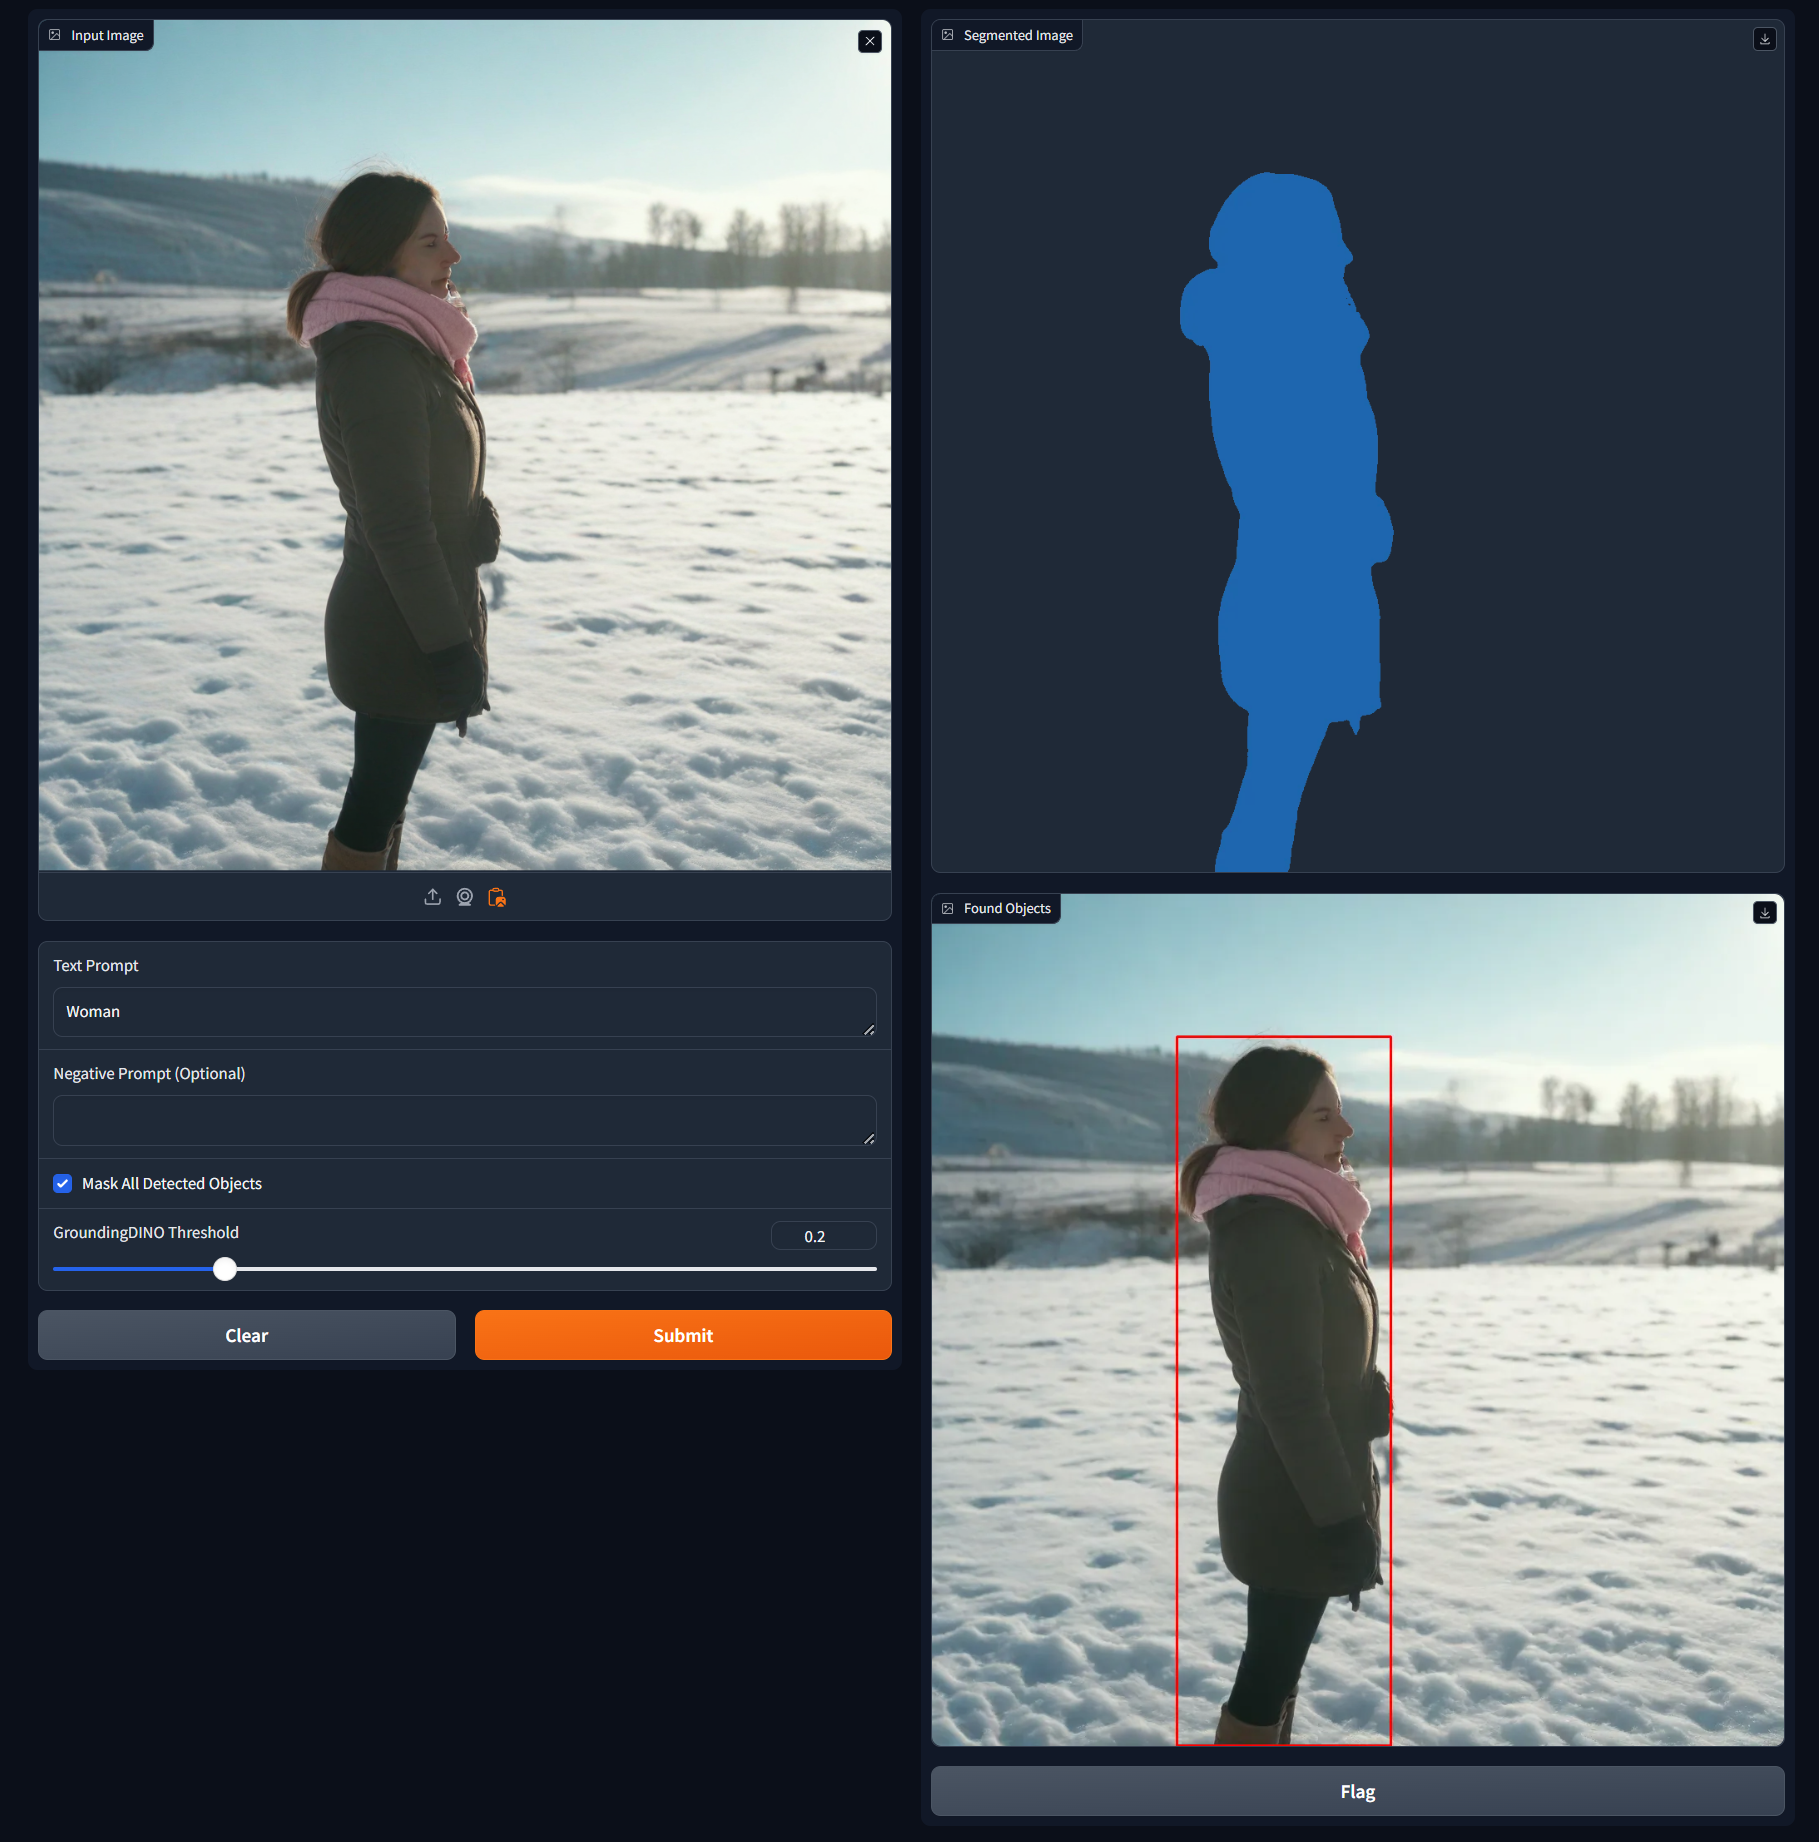 Input Image
Text Prompt
Woman
Negative Prompt (Optional)
Mask All Detected Objects
GroundingDINO Threshold
0.2
Clear
Submit
Segmented Image
Found Objects
Flag